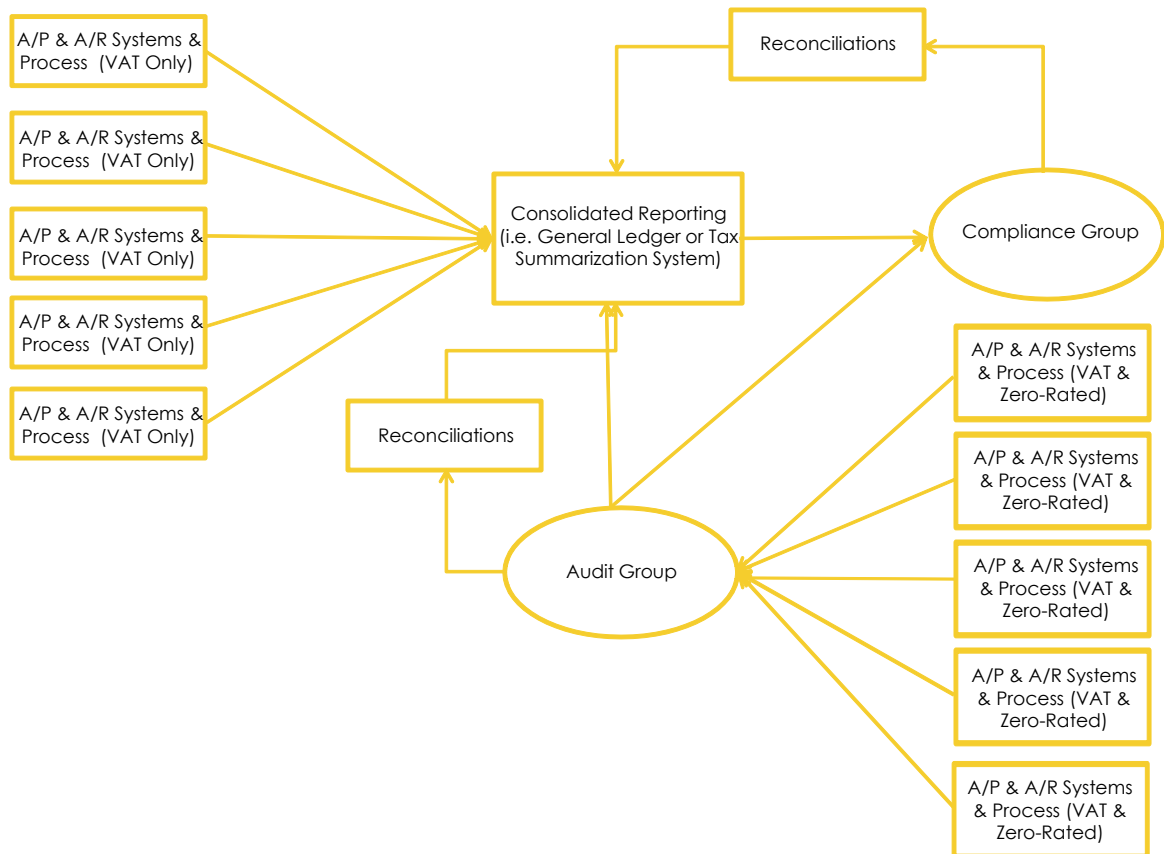 A/P & A/R Systems &
Process  (VAT Only)
A/P & A/R Systems &
Process  (VAT Only)
A/P & A/R Systems &
Process  (VAT Only)
A/P & A/R Systems &
Process  (VAT Only)
A/P & A/R Systems &
Process  (VAT Only)
Reconciliations
Consolidated Reporting
(i.e. General Ledger or Tax
Summarization System)
Compliance Group
Reconciliations
Audit Group
A/P & A/R Systems
& Process (VAT &
Zero-Rated)
A/P & A/R Systems
& Process (VAT &
Zero-Rated)
A/P & A/R Systems
& Process (VAT &
Zero-Rated)
A/P & A/R Systems
& Process (VAT &
Zero-Rated)
A/P & A/R Systems
& Process (VAT &
Zero-Rated)